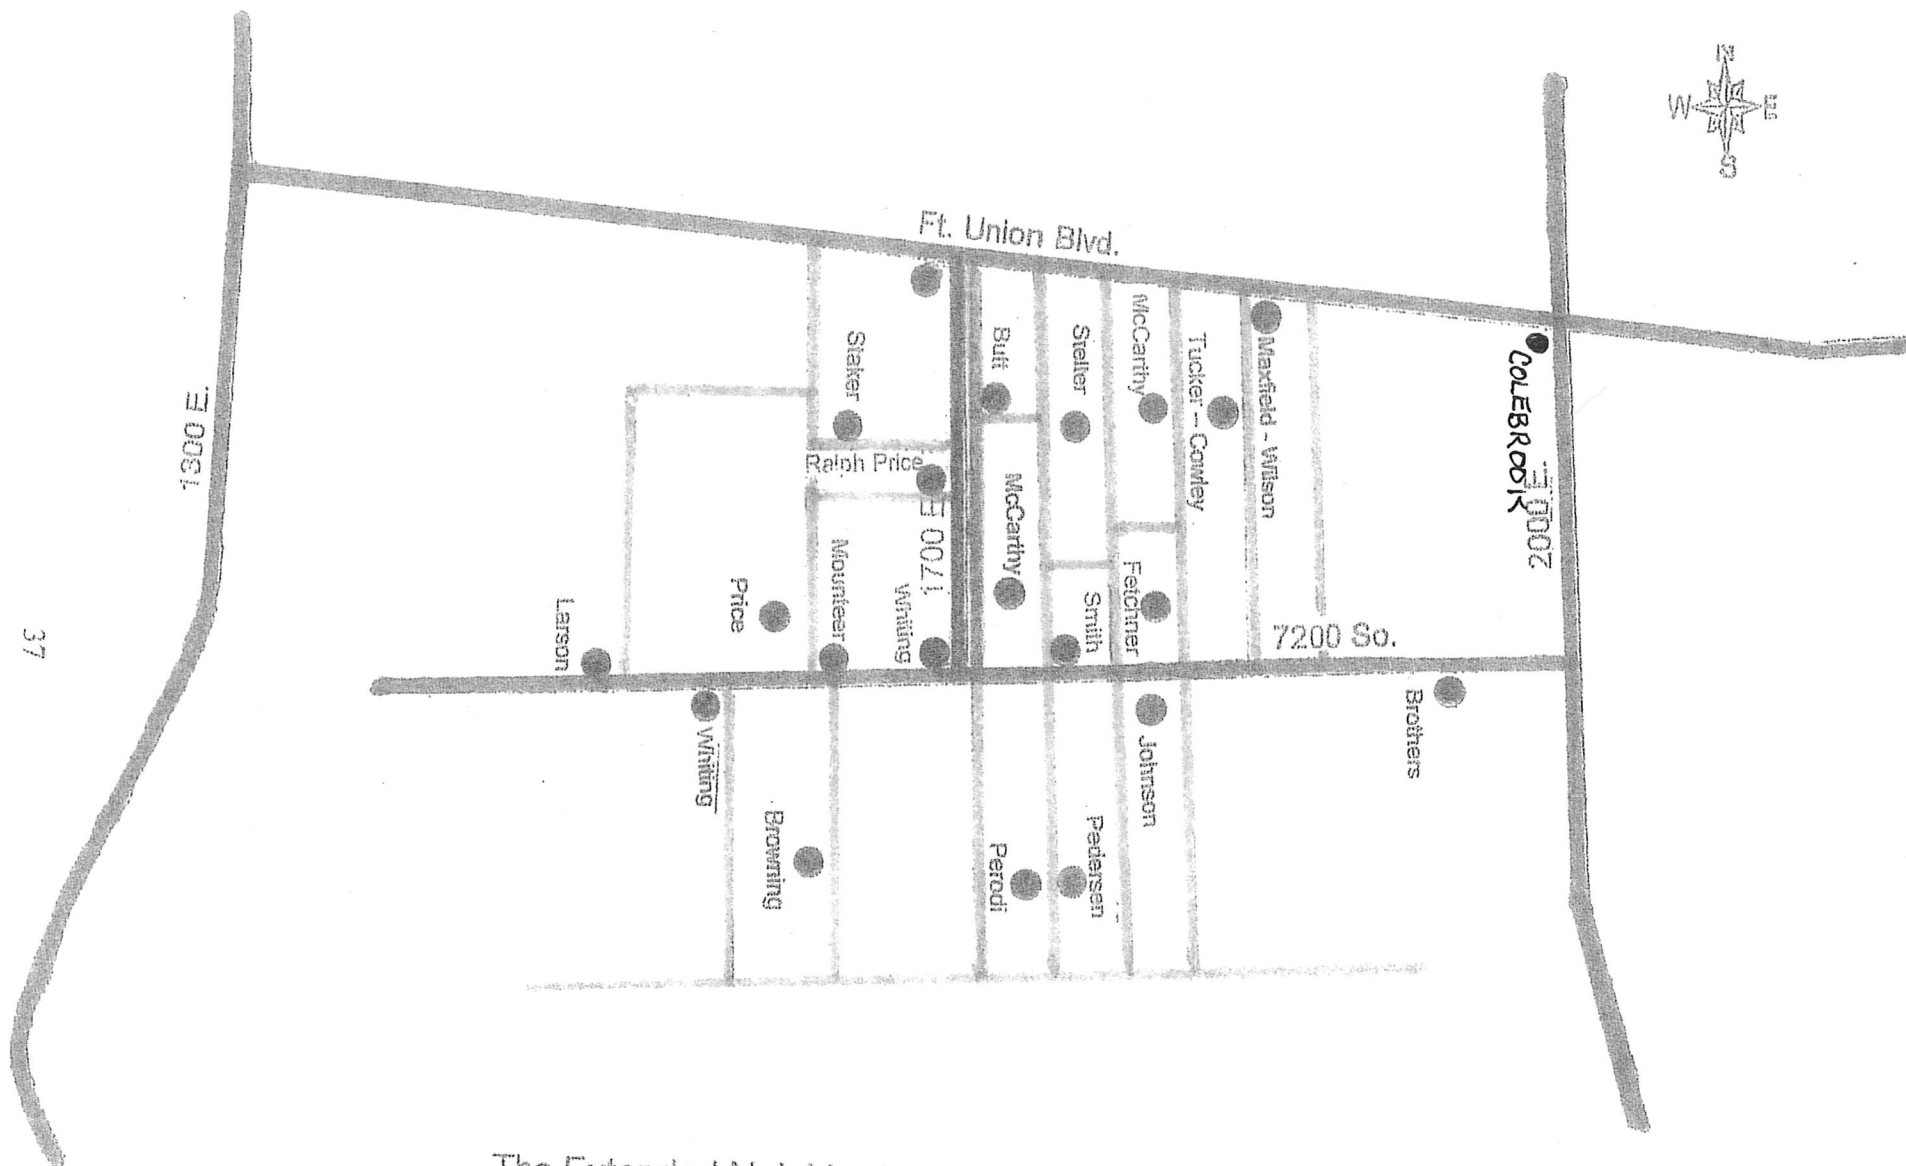 N
W E
S
Ft. Union Blvd.
1300 E.
Staker
Butt
Steller
McCarthy
Tucker - Cowley
Maxfield - Wilson
COLEBROOK
2000 E.
Ralph Price
1700 E
McCarthy
Mounteer
Whiting
Price
Larson
Smith
Fetchner
7200 So.
37
Whiting
Browning
Perodi
Pedersen
Johnson
Brothers